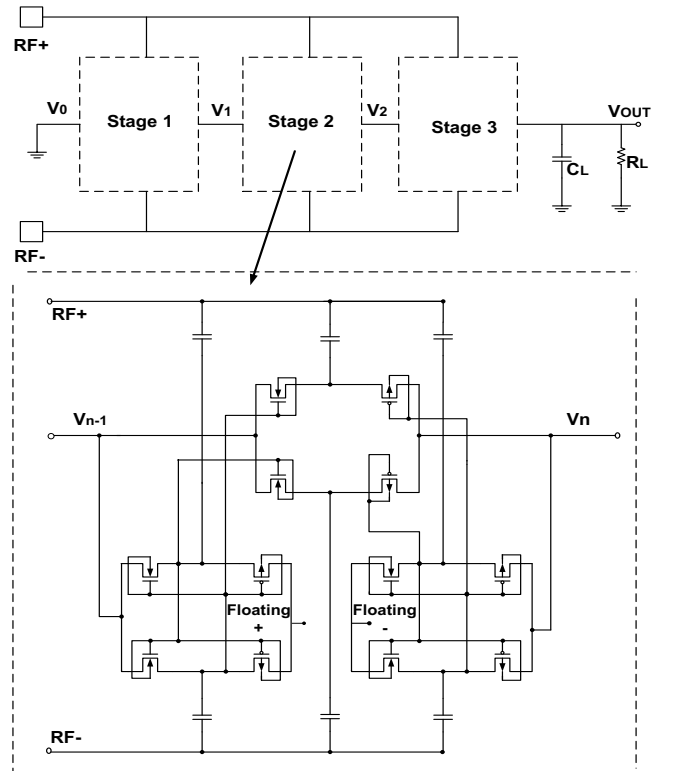 RF+
V0
Stage 1
V1
Stage 2
V2
Stage 3
VOUT
CL
RL
RF-
RF+
Vn-1
Vn
Floating
+
Floating
-
RF-